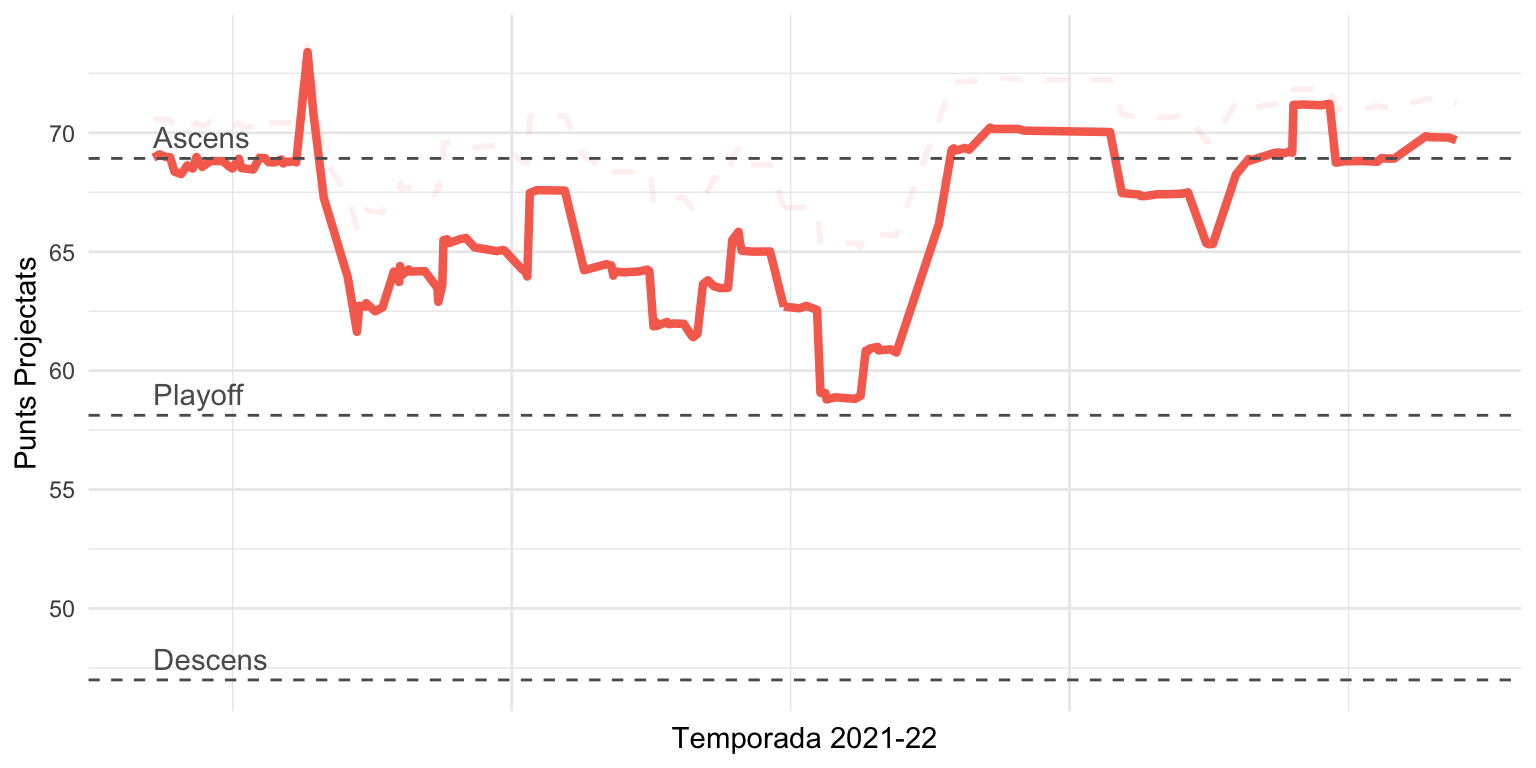 Punts Projectats
70
65
60
55
50
Ascens
Playoff
Descens
Temporada 2021-22